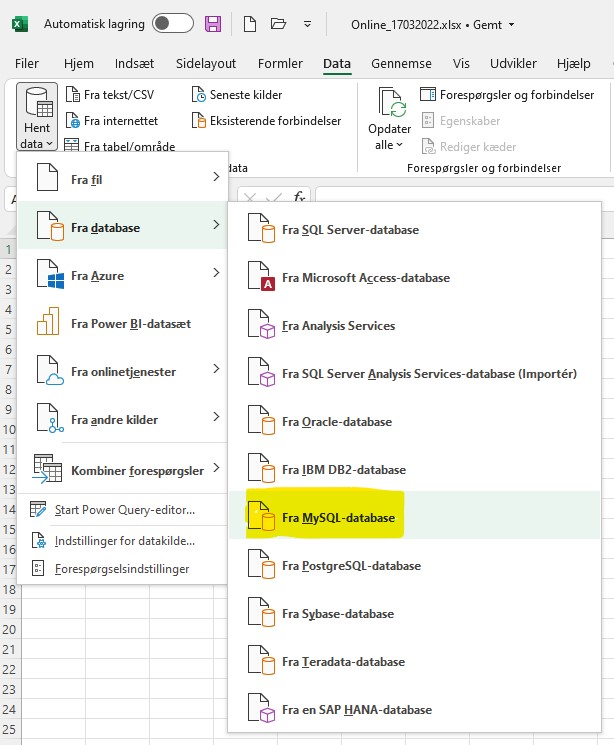 Automatisk lagring
Online_17032022.xlsx • Gemt
Filer Hjem Indsæt Sidelayout Formler Data Gennemse Vis Udvikler Hjælp
Hent data
Fra tekst/CSV
Fra internettet
Fra tabel/område
Seneste kilder
Eksisterende forbindelser
Opdater alle
Forespørgsler og forbindelser
Egenskaber
Rediger kæder
data
Forespørgsler og forbindelser
fx
Fra fil
Fra database
Fra Azure
Fra Power BI-datasæt
Fra onlinetjenester
Fra andre kilder
Kombiner forespørgsler
Start Power Query-editor...
Indstillinger for datakilde...
Forespørgselsindstillinger
Fra SQL Server-database
Fra Microsoft Access-database
Fra Analysis Services
Fra SQL Server Analysis Services-database (Importér)
Fra Oracle-database
Fra IBM DB2-database
Fra MySQL-database
Fra PostgreSQL-database
Fra Sybase-database
Fra Teradata-database
Fra en SAP HANA-database
1
2
3
4
5
6
7
8
9
10
11
12
13
14
15
16
17
18
19
20
21
22
23
24
25